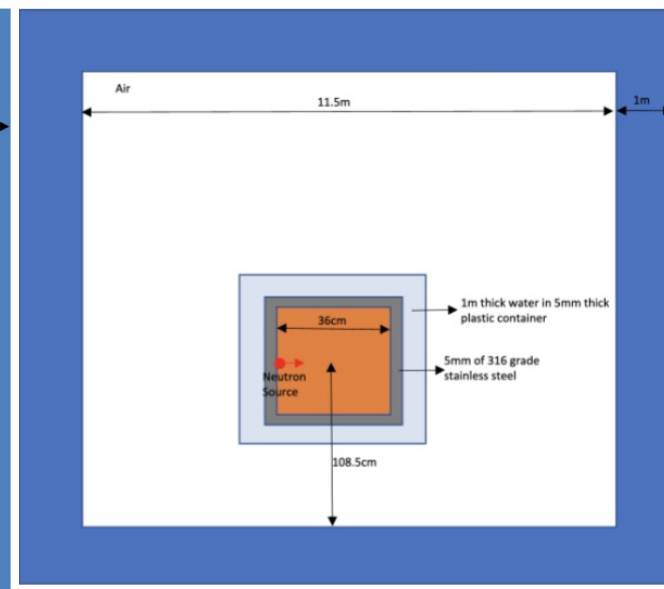 Air
11.5m
1m
1m thick water in 5mm thick
plastic container
36cm
5mm of 316 grade
stainless steel
Neutron
Source
108.5cm